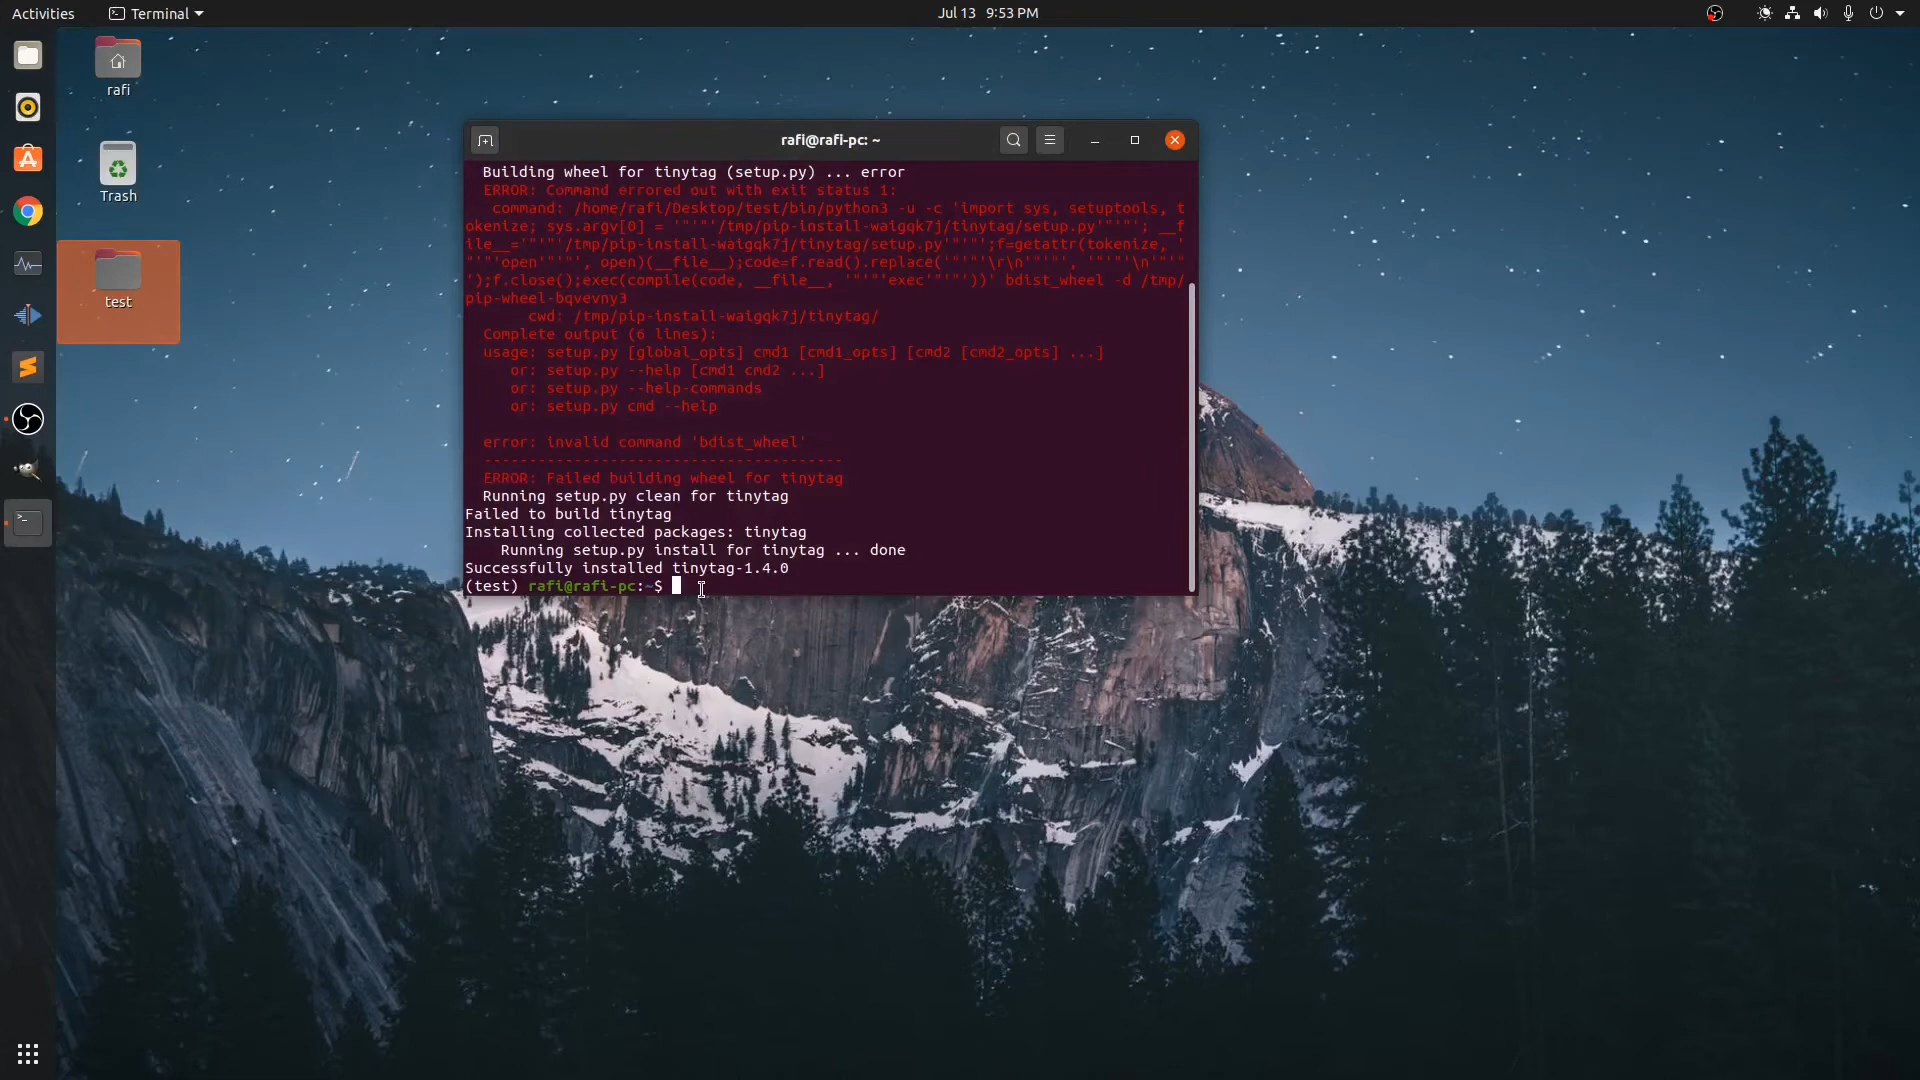 Activities
Terminal
Jul 13 9:53 PM
rafi
Trash
test
rafi@rafi-pc: ~
Building wheel for tinytag (setup.py) ... error
ERROR: Command errored out with exit status 1:
command: /home/rafi/Desktop/test/bin/python3 -u -c 'import sys, setuptools, t
okenize; sys.argv[0] = '"'"'/tmp/pip-install-waigqk7j/tinytag/setup.py'"'"'; __
file__='"'"'/tmp/pip-install-waigqk7j/tinytag/setup.py'"'"';f=getattr(tokenize, '
"'"'open'"'"', open)(__file__);code=f.read().replace('"'"'\r\n'"'"', '"'"'\n'"'"'
');f.close();exec(compile(code, __file__, '"'"'exec'"'"'))' bdist_wheel -d /tmp/
pip-wheel-bqvevny3
cwd: /tmp/pip-install-waigqk7j/tinytag/
Complete output (6 lines):
usage: setup.py [global_opts] cmd1 [cmd1_opts] [cmd2 [cmd2_opts] ...]
or: setup.py --help [cmd1 cmd2 ...]
or: setup.py --help-commands
or: setup.py cmd --help
error: invalid command 'bdist_wheel'
----------------------------------------
ERROR: Failed building wheel for tinytag
Running setup.py clean for tinytag
Failed to build tinytag
Installing collected packages: tinytag
Running setup.py install for tinytag ... done
Successfully installed tinytag-1.4.0
(test) rafi@rafi-pc:~$